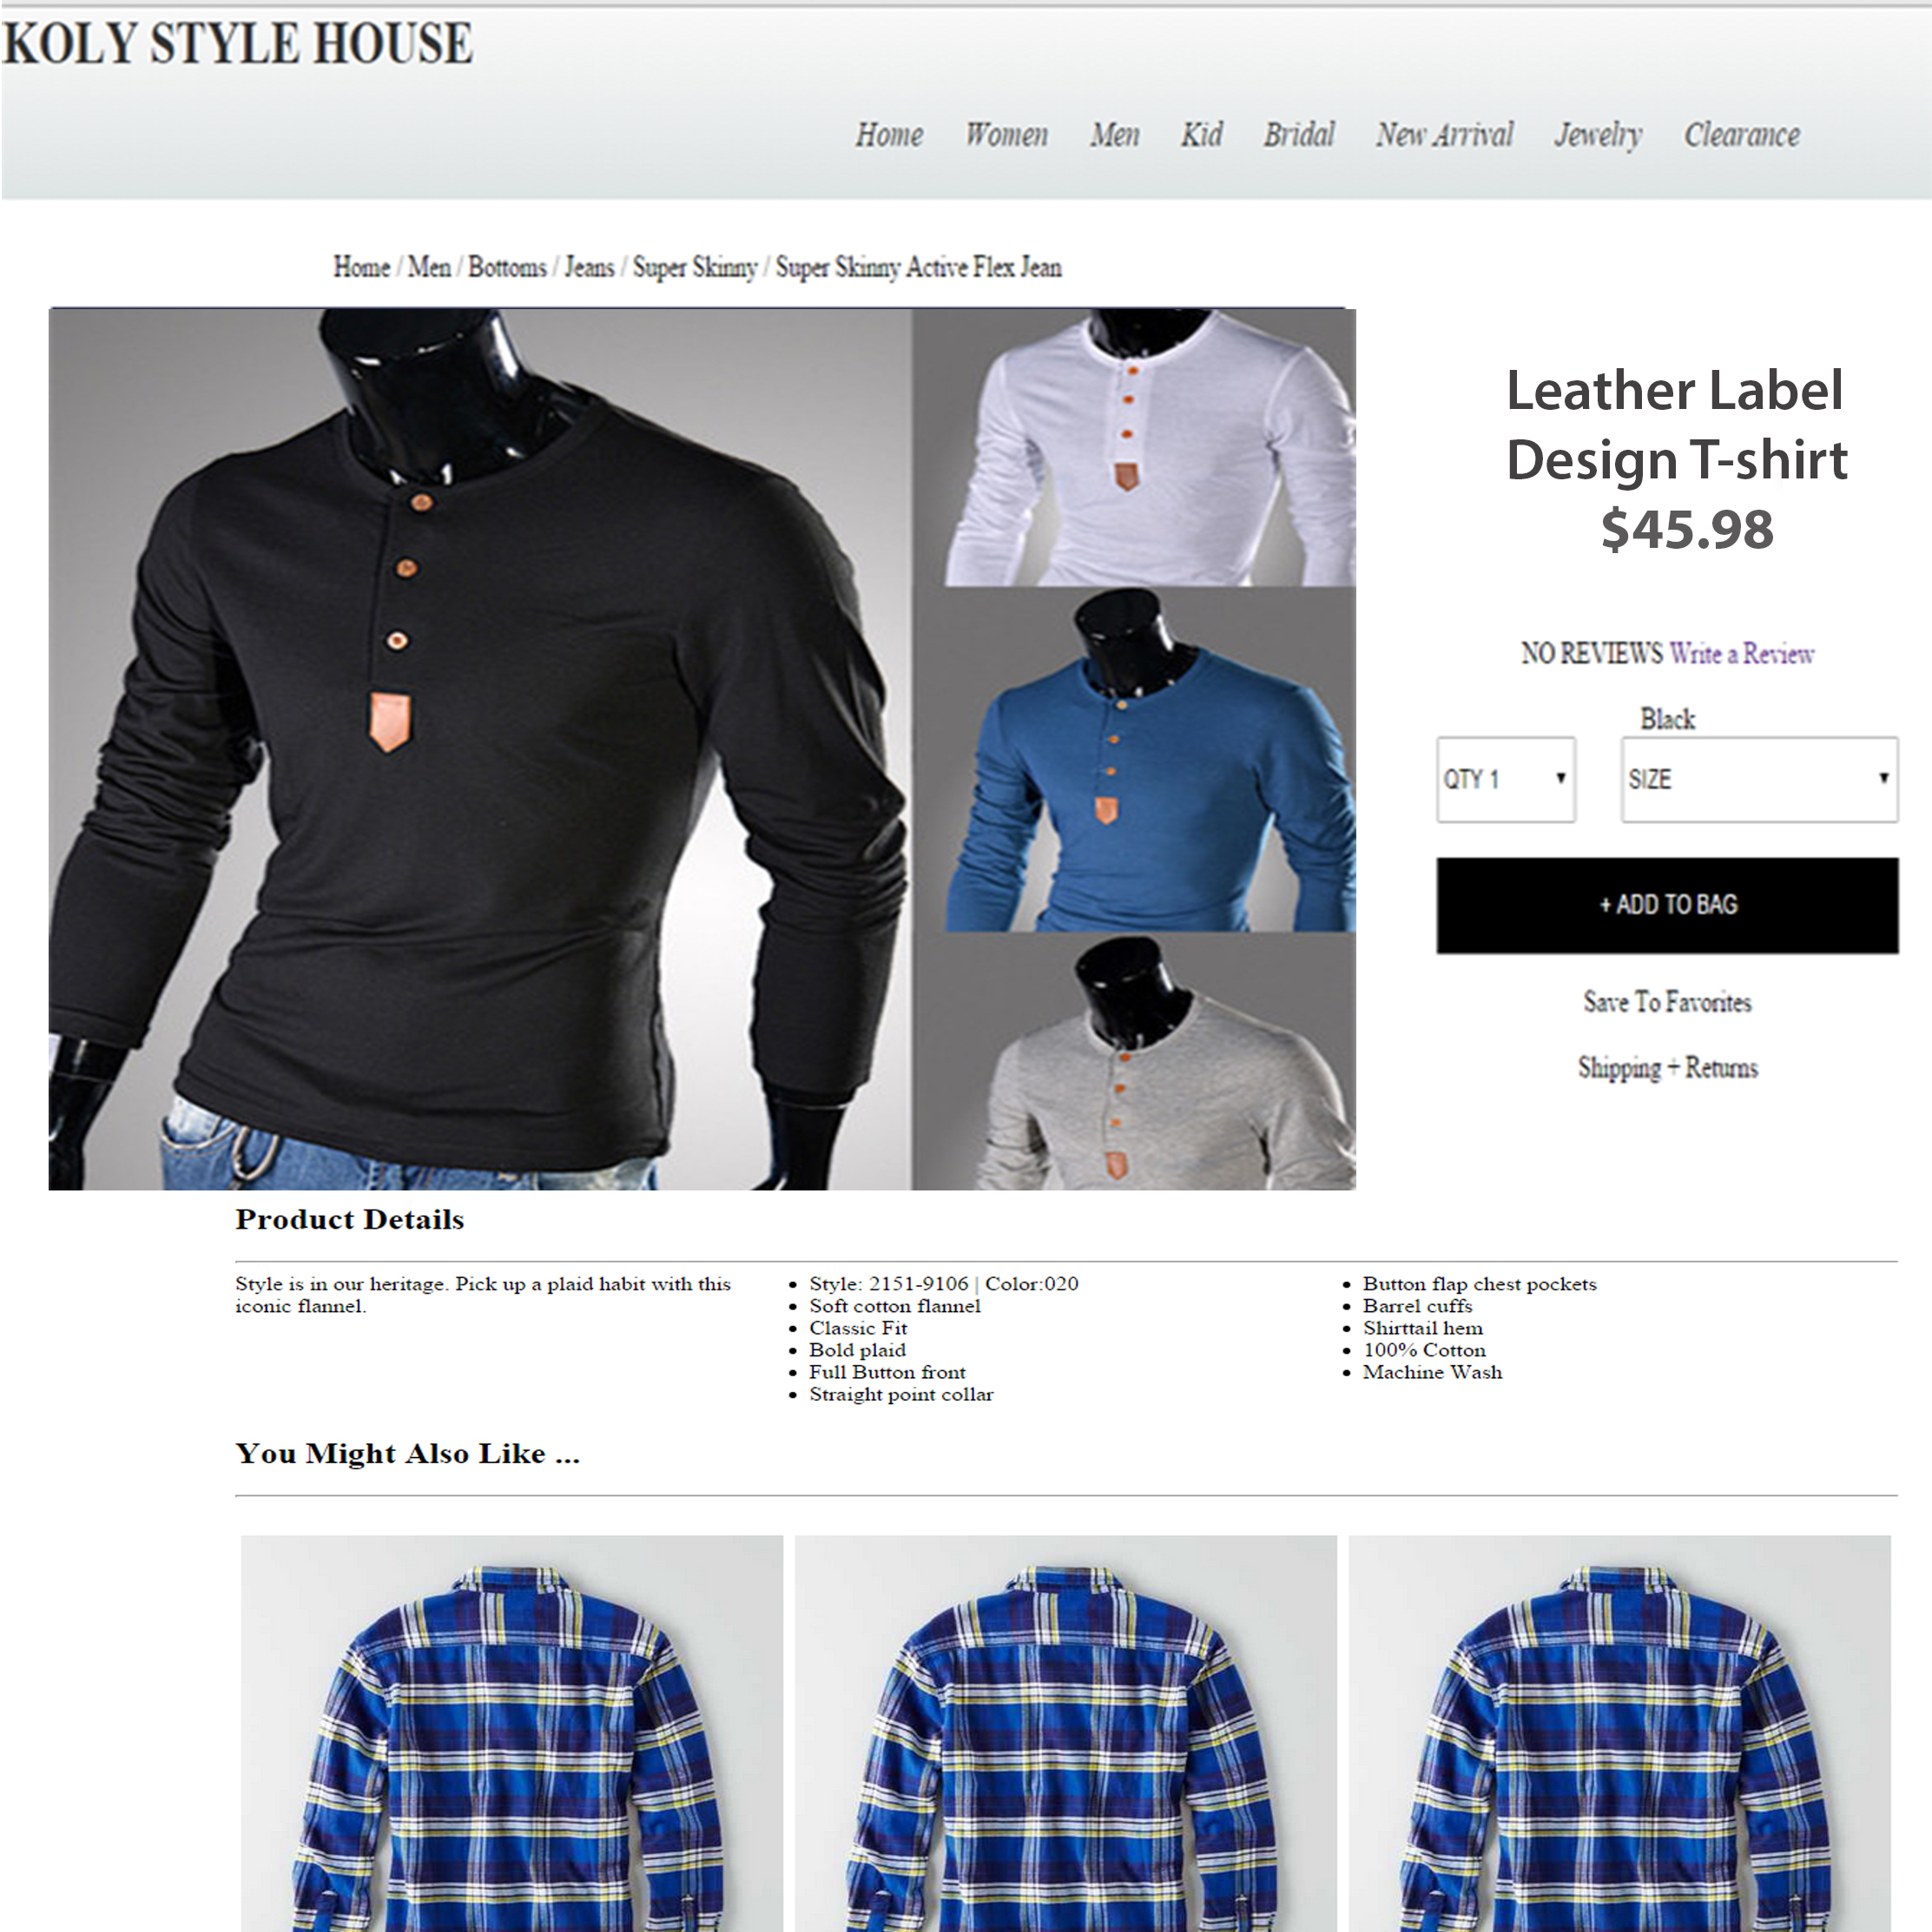 KOLY STYLE HOUSE
Home Women Men Kid Bridal New Arrival Jewelry Clearance
Home / Men / Bottoms / Jeans / Super Skinny / Super Skinny Active Flex Jean
Leather Label
Design T-shirt
$45.98
NO REVIEWS Write a Review
Black
QTY 1 SIZE
+ ADD TO BAG
Save To Favorites
Shipping + Returns
Product Details
Style is in our heritage. Pick up a plaid habit with this
iconic flannel.
Style: 2151-9106 | Color:020
Soft cotton flannel
Classic Fit
Bold plaid
Full Button front
Straight point collar
Button flap chest pockets
Barrel cuffs
Shirttail hem
100% Cotton
Machine Wash
You Might Also Like ...